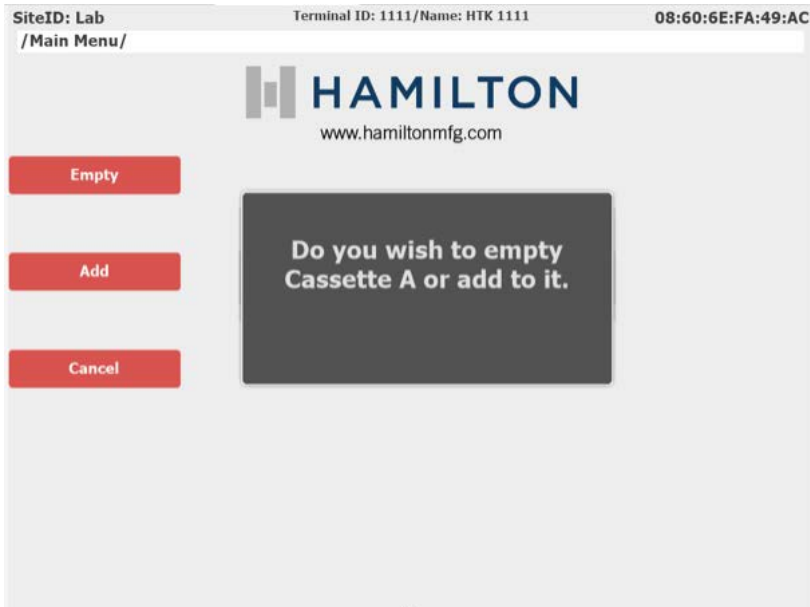 SiteID: Lab
Terminal ID: 1111/Name: HTK 1111
08:60:6E:FA:49:AC
/Main Menu/
HAMILTON
www.hamiltonmfg.com
Empty
Do you wish to empty
Cassette A or add to it.
Add
Cancel